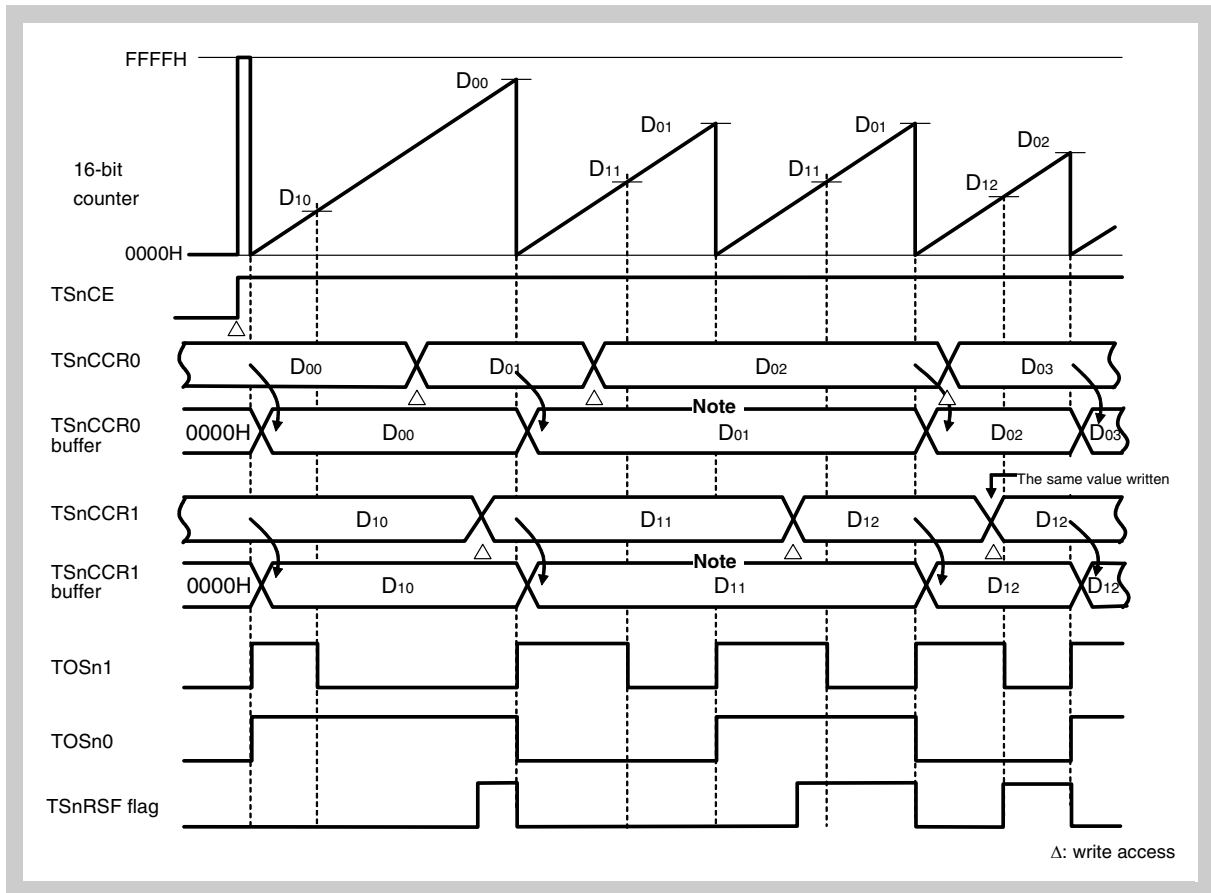 FFFFH
D00
D01
D01
D02
16-bit
counter
D10
D11
D11
D12
0000H
TSnCE
Δ
TSnCCR0
D00
D01
D02
D03
Δ
Δ
Δ
TSnCCR0
buffer
0000H
D00
Note
D01
D02
D03
The same value written
TSnCCR1
D10
D11
D12
D12
Δ
Δ
Δ
TSnCCR1
buffer
0000H
D10
Note
D11
D12
D12
TOSn1
TOSn0
TSnRSF flag
Δ: write access